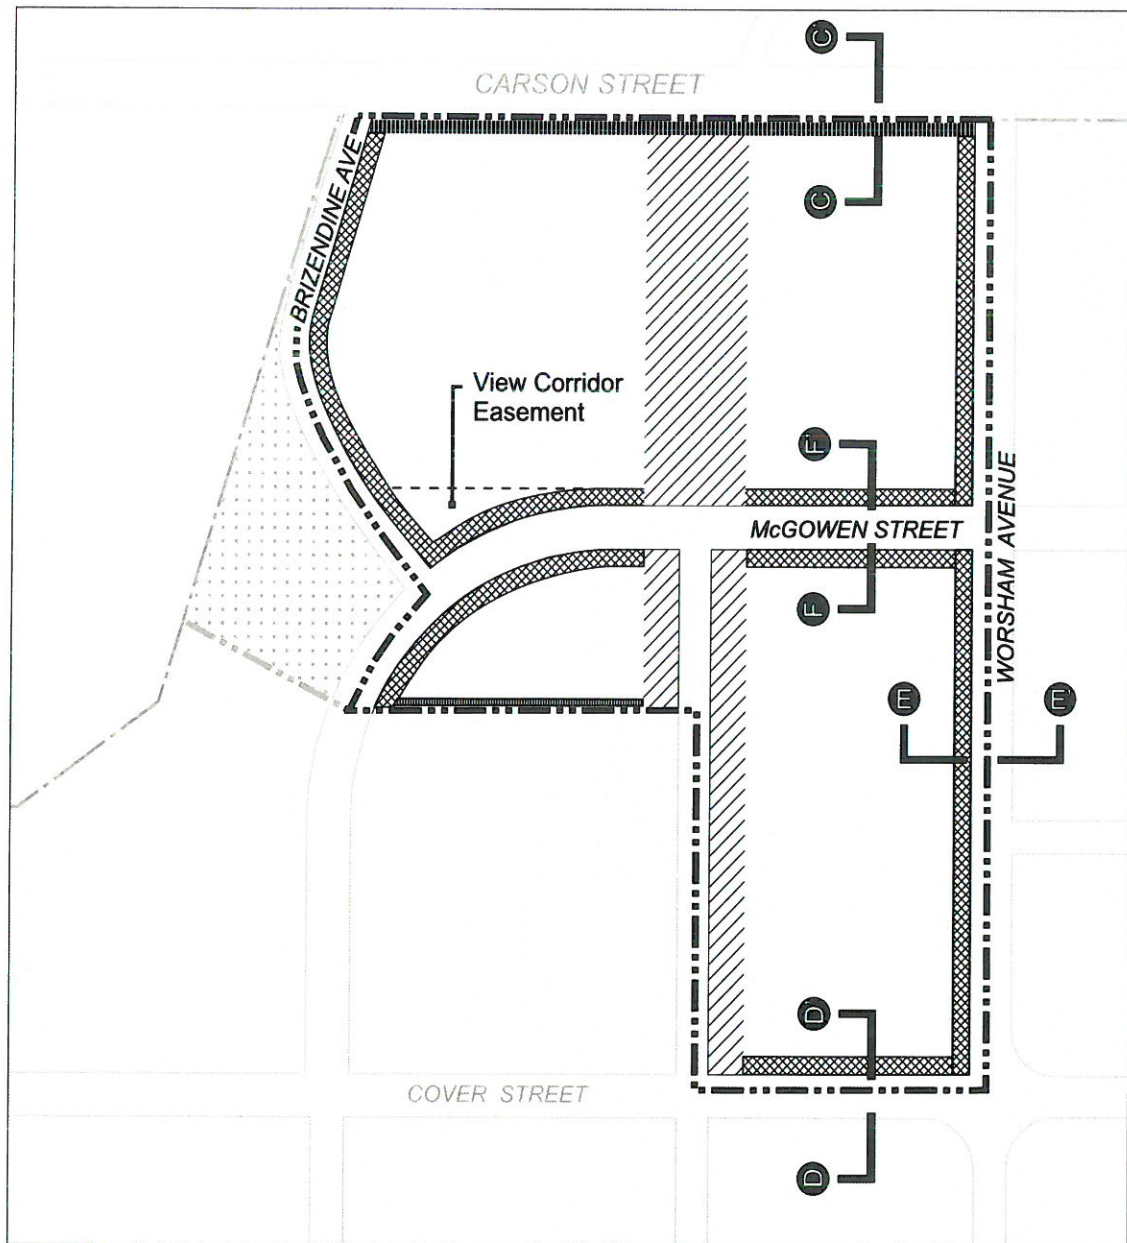 C'
CARSON STREET
C
BRIZENDINE AVE
View Corridor
Easement
F'
McGOWEN STREET
WORSHAM AVENUE
F
E
E'
D'
COVER STREET
D